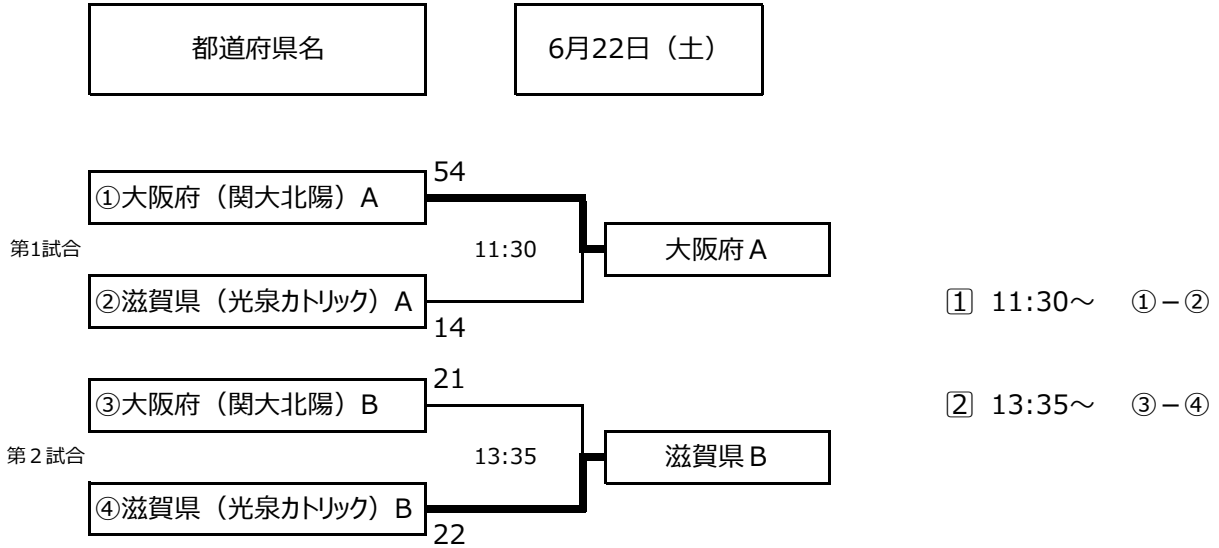 都道府県名
6月22日（土）
54
①大阪府（関大北陽）A
第1試合
11:30
大阪府A
②滋賀県（光泉カトリック）A
14
1 11:30～ ①－②
21
③大阪府（関大北陽）B
2 13:35～ ③－④
第２試合
13:35
滋賀県B
④滋賀県（光泉カトリック）B
22